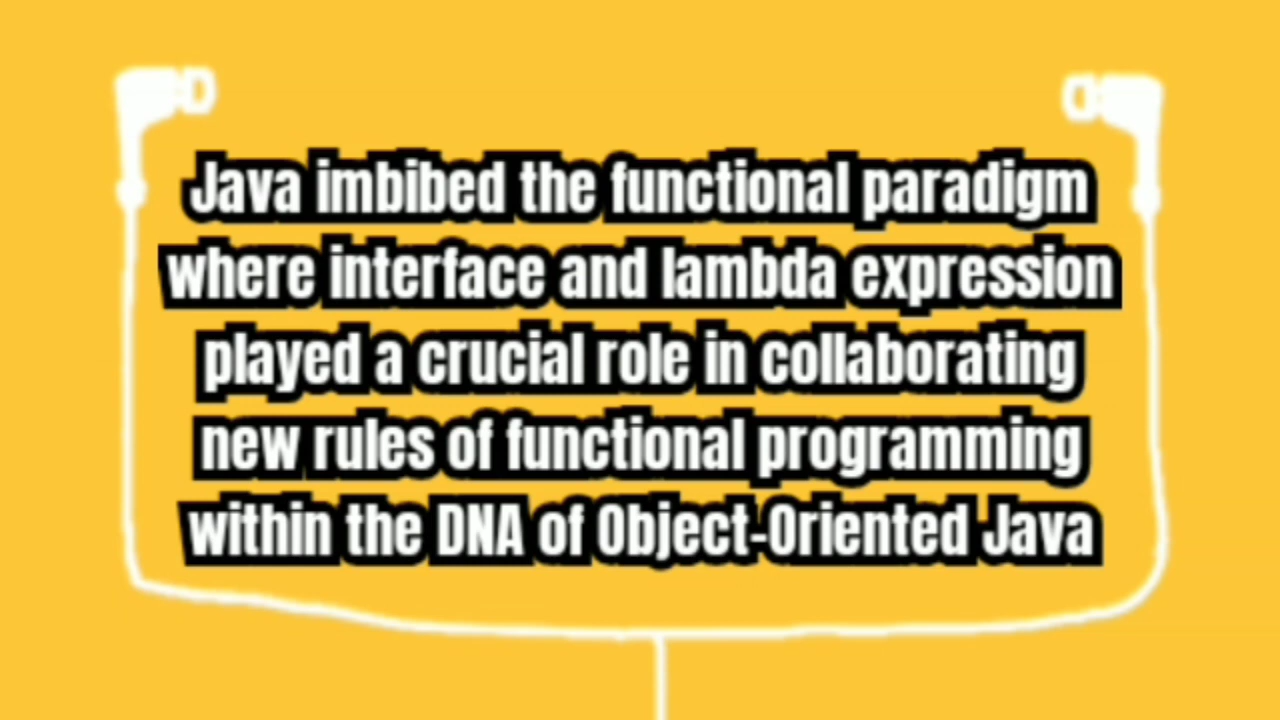 Java imbibed the functional paradigm
where interface and lambda expression
played a crucial role in collaborating
new rules of functional programming
within the DNA of Object-Oriented Java